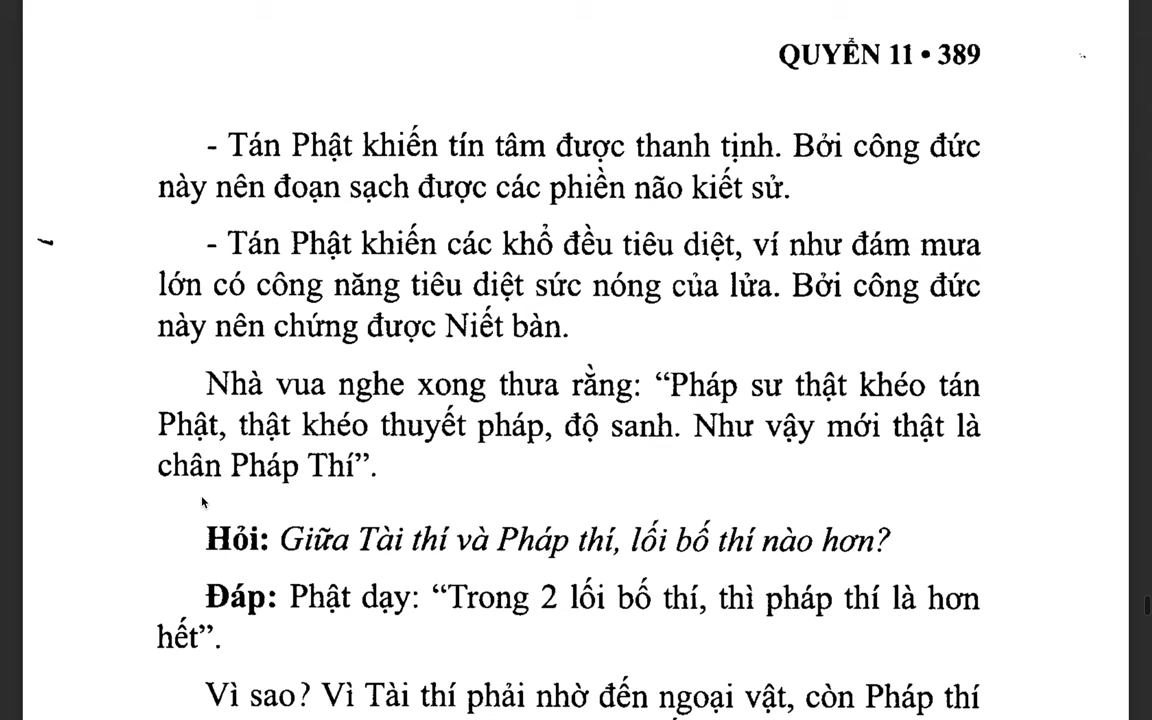 QUYỂN 11 • 389
- Tán Phật khiến tín tâm được thanh tịnh. Bởi công đức
này nên đoạn sạch được các phiền não kiết sử.
- Tán Phật khiến các khổ đều tiêu diệt, ví như đám mưa
lớn có công năng tiêu diệt sức nóng của lửa. Bởi công đức
này nên chứng được Niết bàn.
Nhà vua nghe xong thưa rằng: “Pháp sư thật khéo tán
Phật, thật khéo thuyết pháp, độ sanh. Như vậy mới thật là
chân Pháp Thí”.
Hỏi: Giữa Tài thí và Pháp thí, lối bố thí nào hơn?
Đáp: Phật dạy: “Trong 2 lối bố thí, thì pháp thí là hơn
hết”.
Vì sao? Vì Tài thí phải nhờ đến ngoại vật, còn Pháp thí